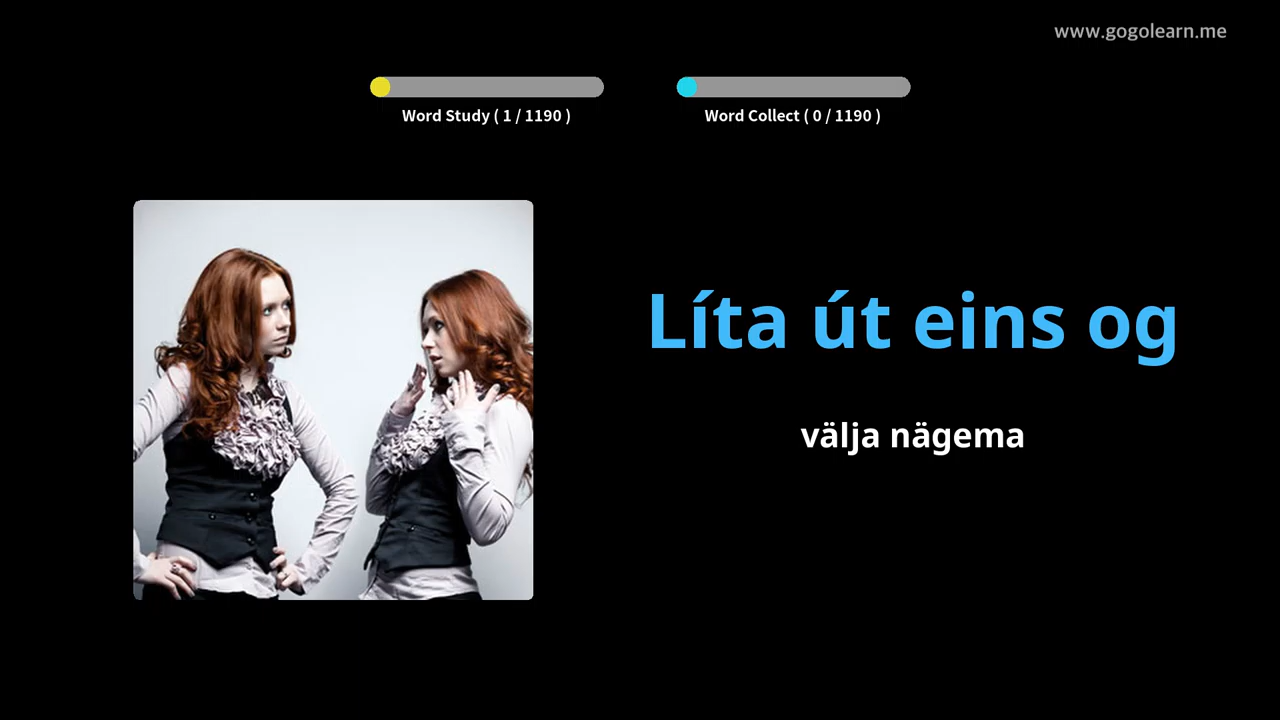 www.gogolearn.me
Word Study ( 1 / 1190 )
Word Collect ( 0 / 1190 )
Líta út eins og
välja nägema